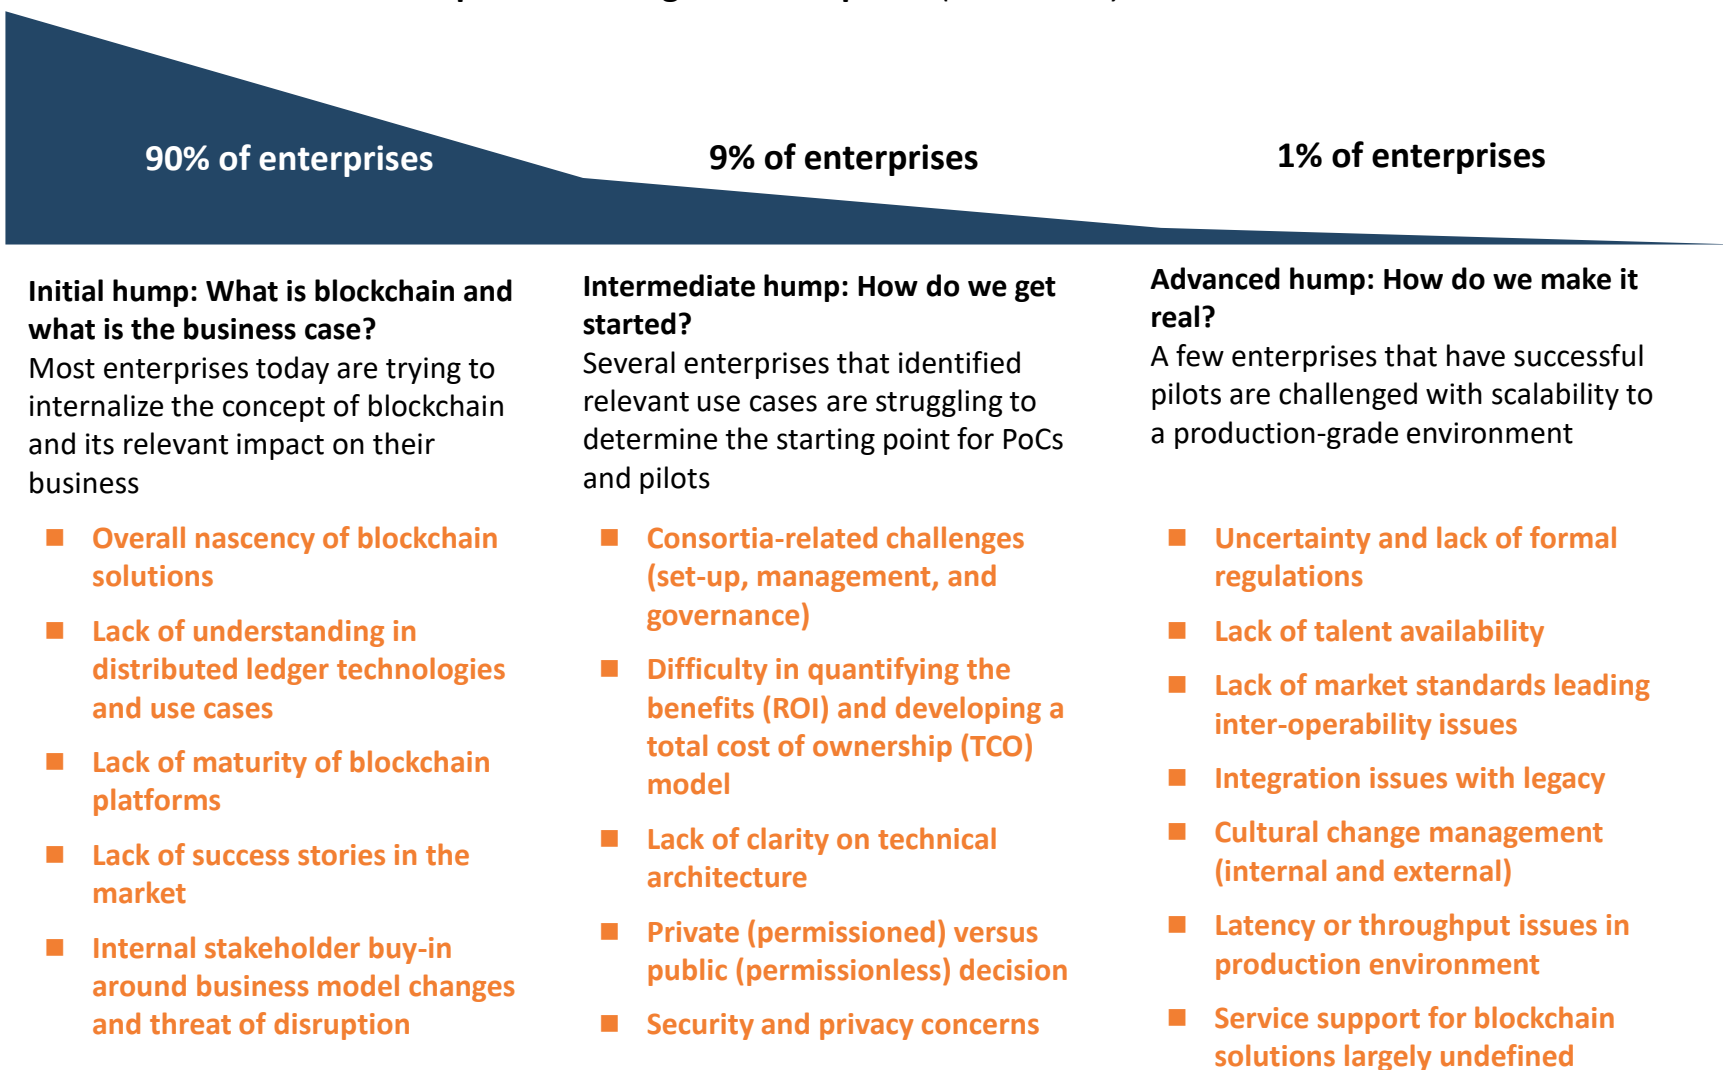 90% of enterprises
9% of enterprises
1% of enterprises
Initial hump: What is blockchain and
what is the business case?
Most enterprises today are trying to
internalize the concept of blockchain
and its relevant impact on their
business
■ Overall nascency of blockchain
solutions
■ Lack of understanding in
distributed ledger technologies
and use cases
■ Lack of maturity of blockchain
platforms
■ Lack of success stories in the
market
■ Internal stakeholder buy-in
around business model changes
and threat of disruption
Intermediate hump: How do we get
started?
Several enterprises that identified
relevant use cases are struggling to
determine the starting point for PoCs
and pilots
■ Consortia-related challenges
(set-up, management, and
governance)
■ Difficulty in quantifying the
benefits (ROI) and developing a
total cost of ownership (TCO)
model
■ Lack of clarity on technical
architecture
■ Private (permissioned) versus
public (permissionless) decision
■ Security and privacy concerns
Advanced hump: How do we make it
real?
A few enterprises that have successful
pilots are challenged with scalability to
a production-grade environment
■ Uncertainty and lack of formal
regulations
■ Lack of talent availability
■ Lack of market standards leading
inter-operability issues
■ Integration issues with legacy
■ Cultural change management
(internal and external)
■ Latency or throughput issues in
production environment
■ Service support for blockchain
solutions largely undefined